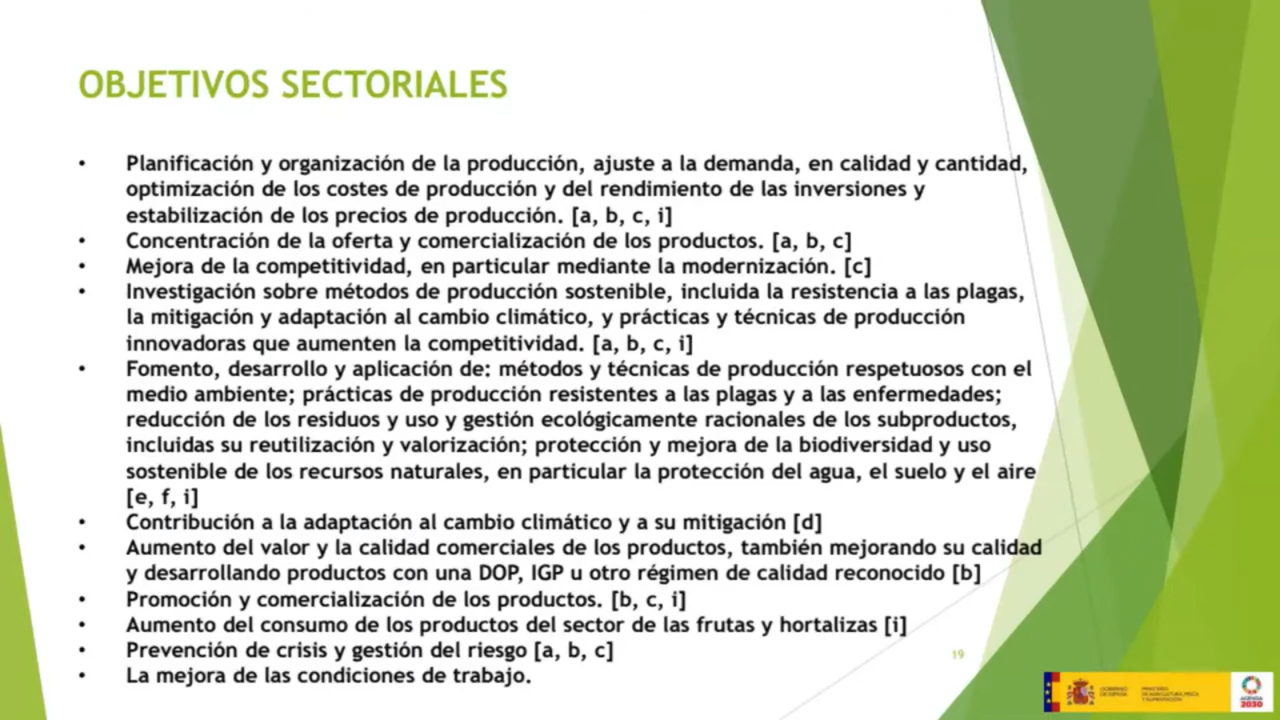 OBJETIVOS SECTORIALES
• Planificación y organización de la producción, ajuste a la demanda, en calidad y cantidad,
optimización de los costes de producción y del rendimiento de las inversiones y
estabilización de los precios de producción. [a, b, c, i]
• Concentración de la oferta y comercialización de los productos. [a, b, c]
• Mejora de la competitividad, en particular mediante la modernización. [c]
• Investigación sobre métodos de producción sostenible, incluida la resistencia a las plagas,
la mitigación y adaptación al cambio climático, y prácticas y técnicas de producción
innovadoras que aumenten la competitividad. [a, b, c, i]
• Fomento, desarrollo y aplicación de: métodos y técnicas de producción respetuosos con el
medio ambiente; prácticas de producción resistentes a las plagas y a las enfermedades;
reducción de los residuos y uso y gestión ecológicamente racionales de los subproductos,
incluidas su reutilización y valorización; protección y mejora de la biodiversidad y uso
sostenible de los recursos naturales, en particular la protección del agua, el suelo y el aire
[e, f, i]
• Contribución a la adaptación al cambio climático y a su mitigación [d]
• Aumento del valor y la calidad comerciales de los productos, también mejorando su calidad
y desarrollando productos con una DOP, IGP u otro régimen de calidad reconocido [b]
• Promoción y comercialización de los productos. [b, c, i]
• Aumento del consumo de los productos del sector de las frutas y hortalizas [i]
• Prevención de crisis y gestión del riesgo [a, b, c]
• La mejora de las condiciones de trabajo.
19
GOBIERNO
DE ESPAÑA
MINISTERIO
DE AGRICULTURA, PESCA
Y ALIMENTACIÓN
AGENDA
2030